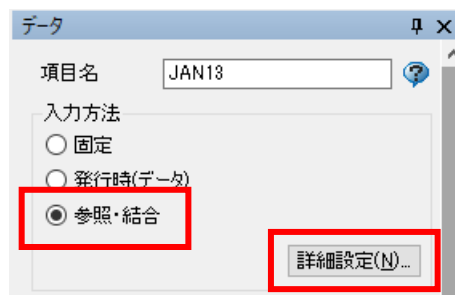 データ
項目名 JAN13
入力方法
固定
発行時(データ)
参照・結合
詳細設定(N)...